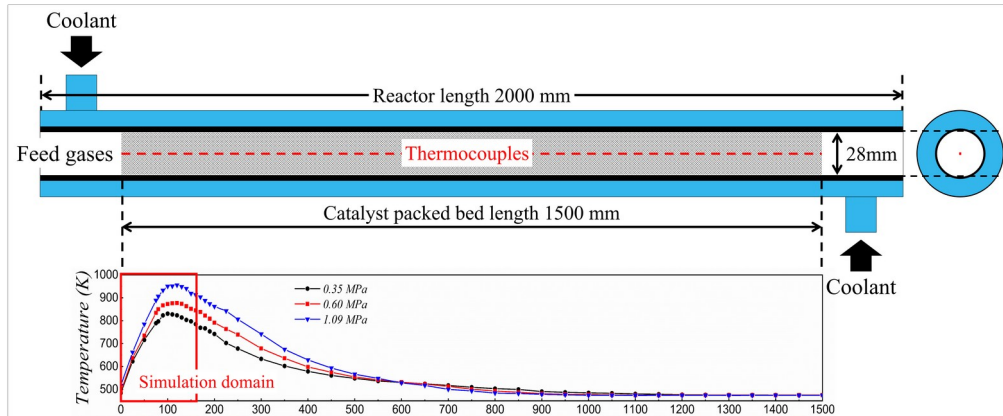 Coolant
Reactor length 2000 mm
Feed gases
Thermocouples
28mm
Catalyst packed bed length 1500 mm
Coolant
Temperature (K)
1000
900
800
700
600
500
0.35 MPa
0.60 MPa
1.09 MPa
Simulation domain
0 100 200 300 400 500 600 700 800 900 1000 1100 1200 1300 1400 1500